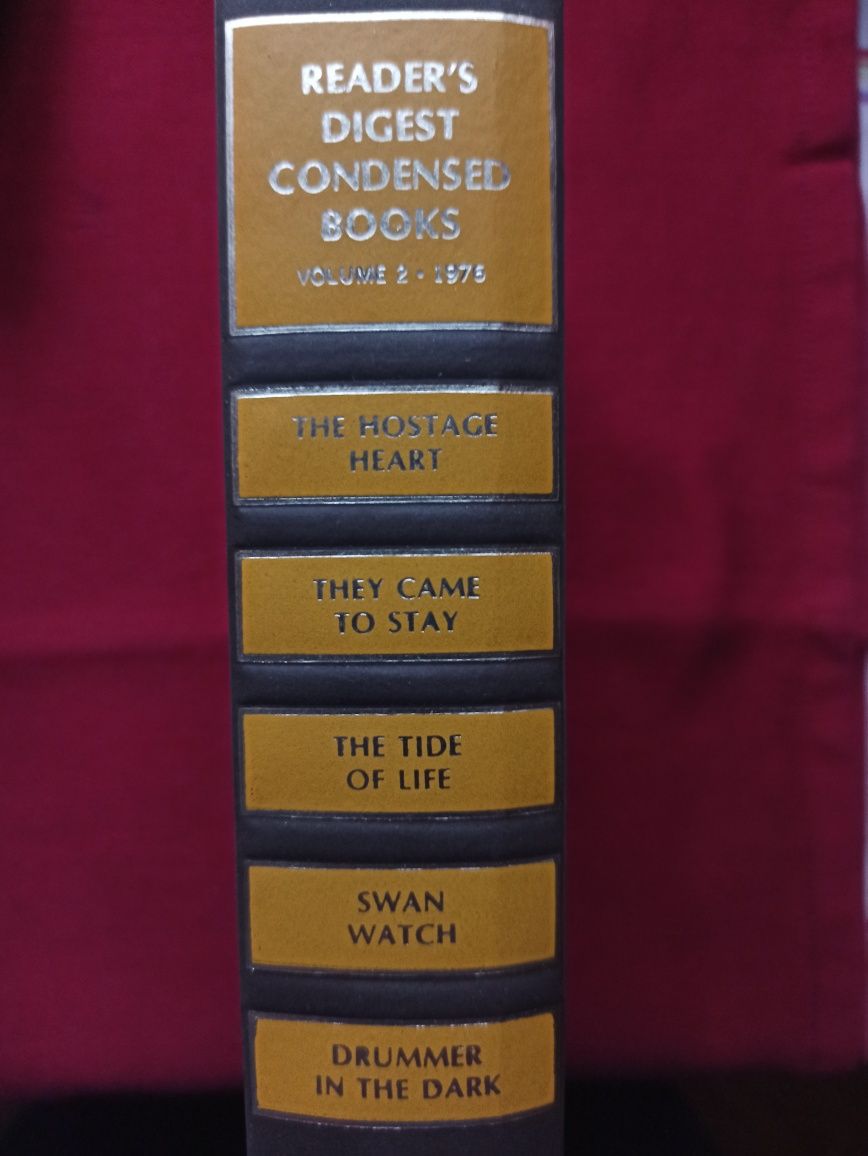 READER'S
DIGEST
CONDENSED
BOOKS
VOLUME 2 • 1976
THE HOSTAGE
HEART
THEY CAME
TO STAY
THE TIDE
OF LIFE
SWAN
WATCH
DRUMMER
IN THE DARK